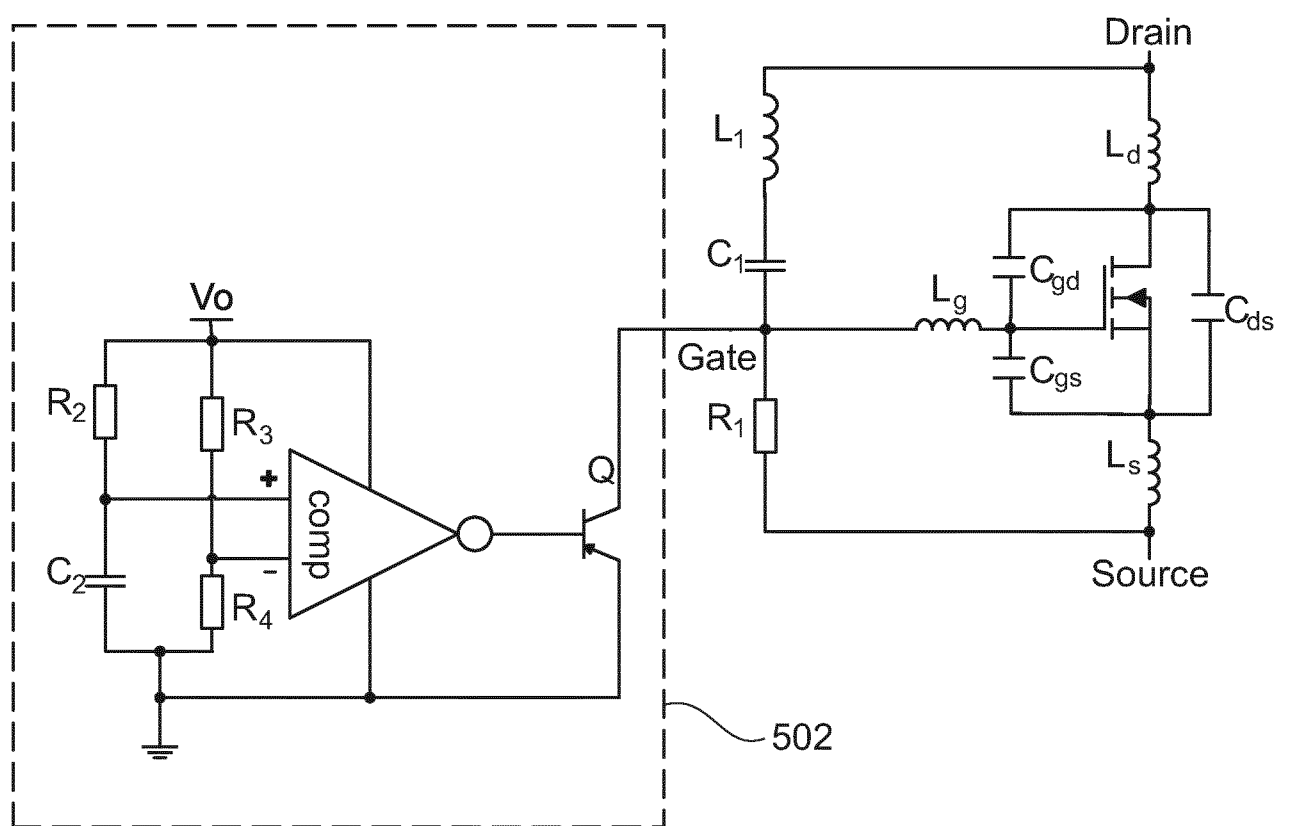 Drain
L1
Ld
C1
Lg
Cgd
Cds
Vo
Gate
Cgs
R2
R3
R1
Q
Ls
+
comp
-
C2
R4
Source
502